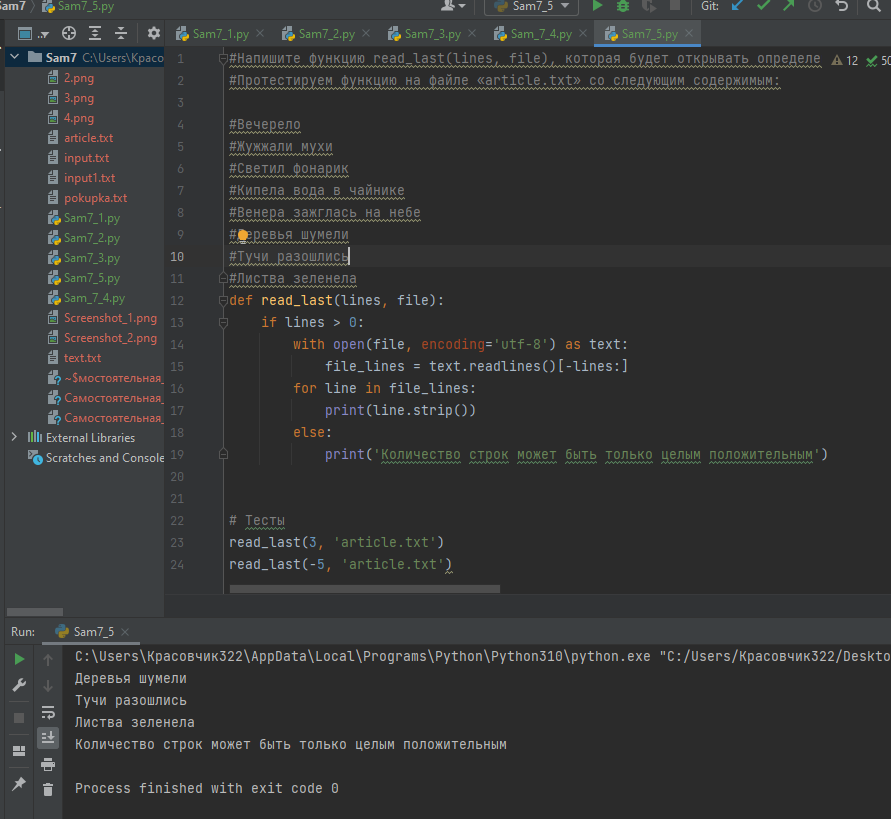 Sam7 Sam7_5.py Sam7_5 Git:
Sam7_1.py Sam7_2.py Sam7_3.py Sam7_4.py Sam7_5.py
Sam7 C:\Users\Красо
2.png
3.png
4.png
article.txt
input.txt
input1.txt
pokupka.txt
Sam7_1.py
Sam7_2.py
Sam7_3.py
Sam7_5.py
Sam_7_4.py
Screenshot_1.png
Screenshot_2.png
text.txt
~$мостоятельная_
Самостоятельная_
Самостоятельная_
External Libraries
Scratches and Console
1 #Напишите функцию read_last(lines, file), которая будет открывать определе 12 50
2 #Протестируем функцию на файле «article.txt» со следующим содержимым:
3
4 #Вечерело
5 #Жужжали мухи
6 #Светил фонарик
7 #Кипела вода в чайнике
8 #Венера зажглась на небе
9 #Деревья шумели
10 #Тучи разошлись
11 #Листва зеленела
12 def read_last(lines, file):
13 if lines > 0:
14 with open(file, encoding='utf-8') as text:
15 file_lines = text.readlines()[-lines:]
16 for line in file_lines:
17 print(line.strip())
18 else:
19 print('Количество строк может быть только целым положительным')
20
21
22 # Тесты
23 read_last(3, 'article.txt')
24 read_last(-5, 'article.txt')
Run: Sam7_5
C:\Users\Красовчик322\AppData\Local\Programs\Python\Python310\python.exe "C:/Users/Красовчик322/Deskto
Деревья шумели
Тучи разошлись
Листва зеленела
Количество строк может быть только целым положительным
Process finished with exit code 0